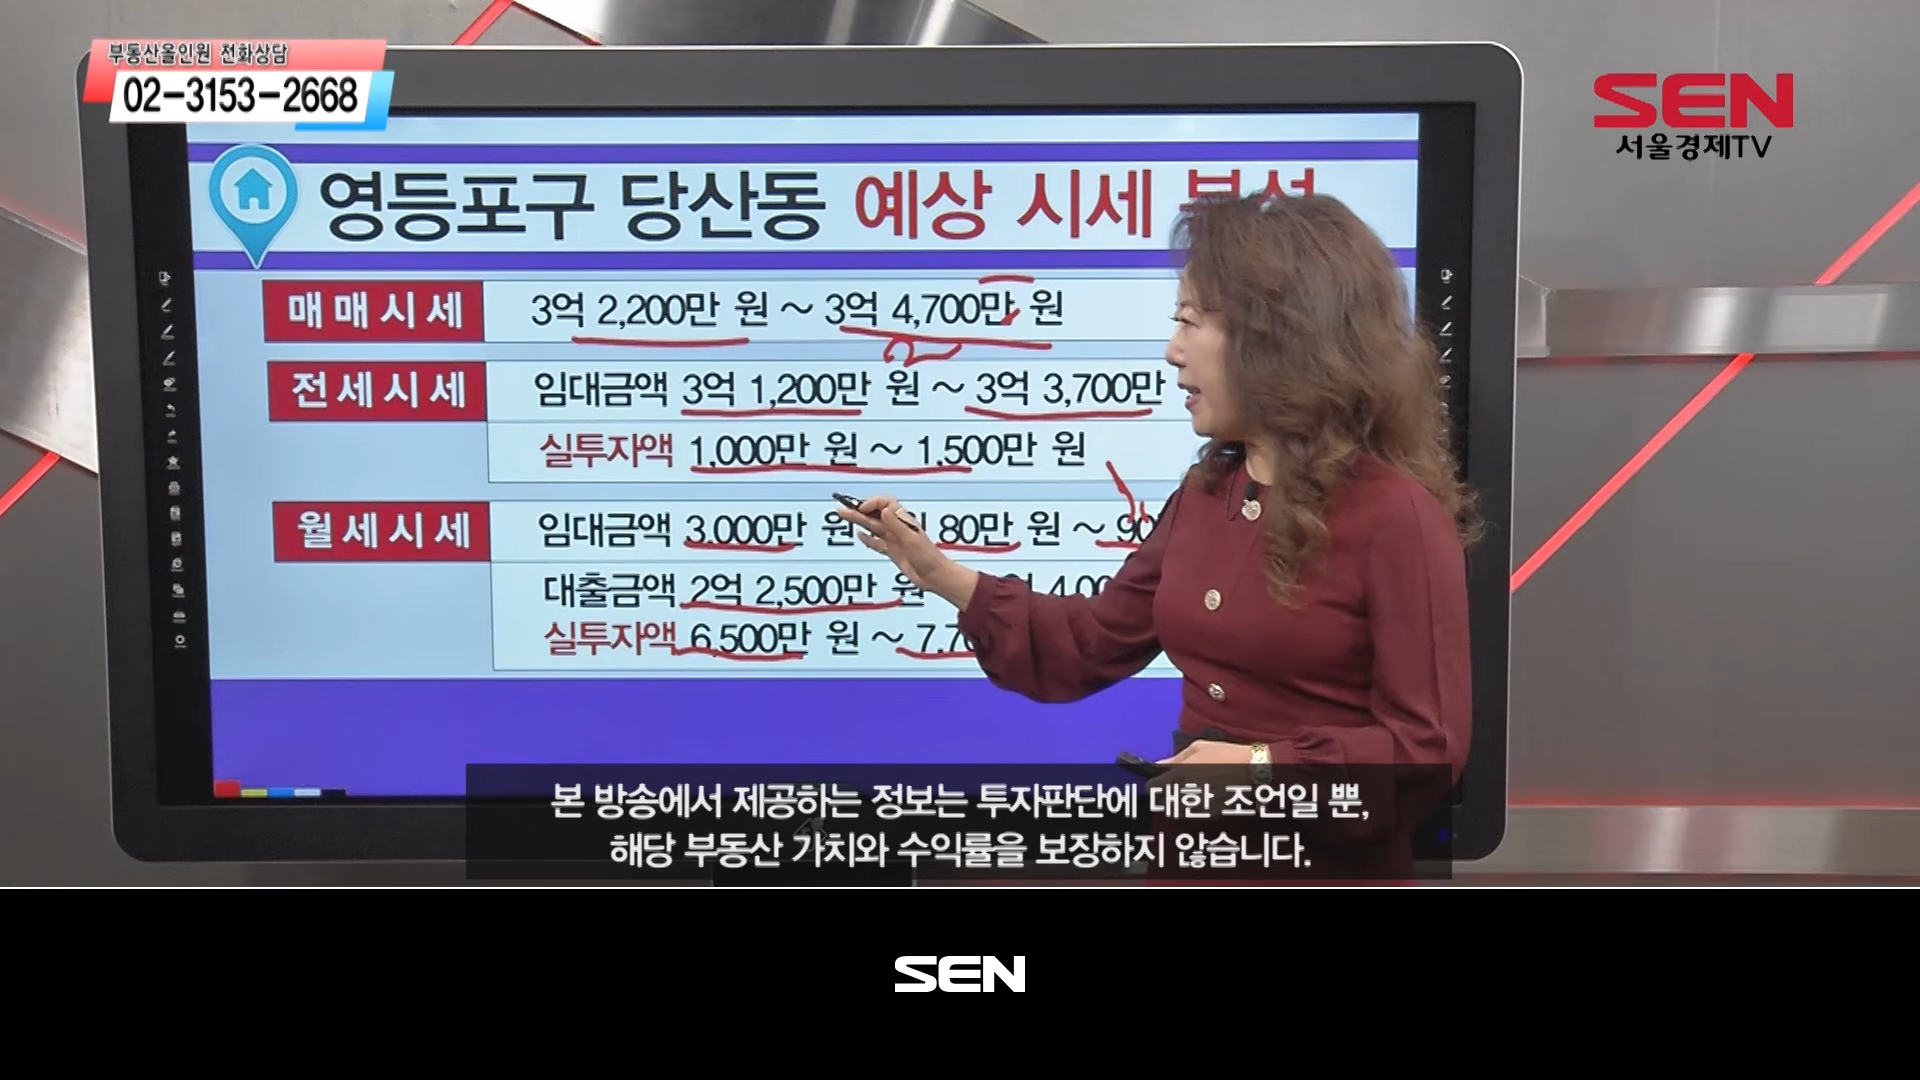 부동산올인원 전화상담
02-3153-2668
SEN
서울경제TV
영등포구 당산동 예상 시세
매매시세 3억 2,200만 원 ~ 3억 4,700만 원
전세시세 임대금액 3억 1,200만 원 ~ 3억 3,700만
실투자액 1,000만 원 ~ 1,500만 원
월세시세 임대금액 3,000만 원 80만 원 ~
대출금액 2억 2,500만 원
실투자액 6,500만 원 ~
본 방송에서 제공하는 정보는 투자판단에 대한 조언일 뿐,
해당 부동산 가치와 수익률을 보장하지 않습니다.
SEN